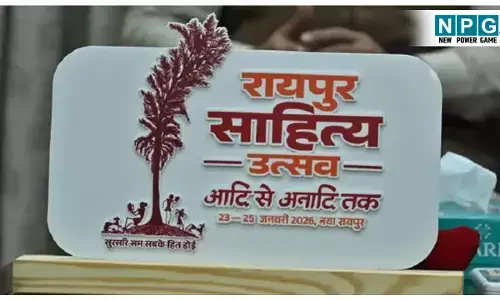 NPG
NEW POWER GAME
रायपुर
साहित्य
उत्सव
आदि से अनादि तक
23 — 25 जनवरी 2026, नवा रायपुर
सुरसरि सम सबके हित होई